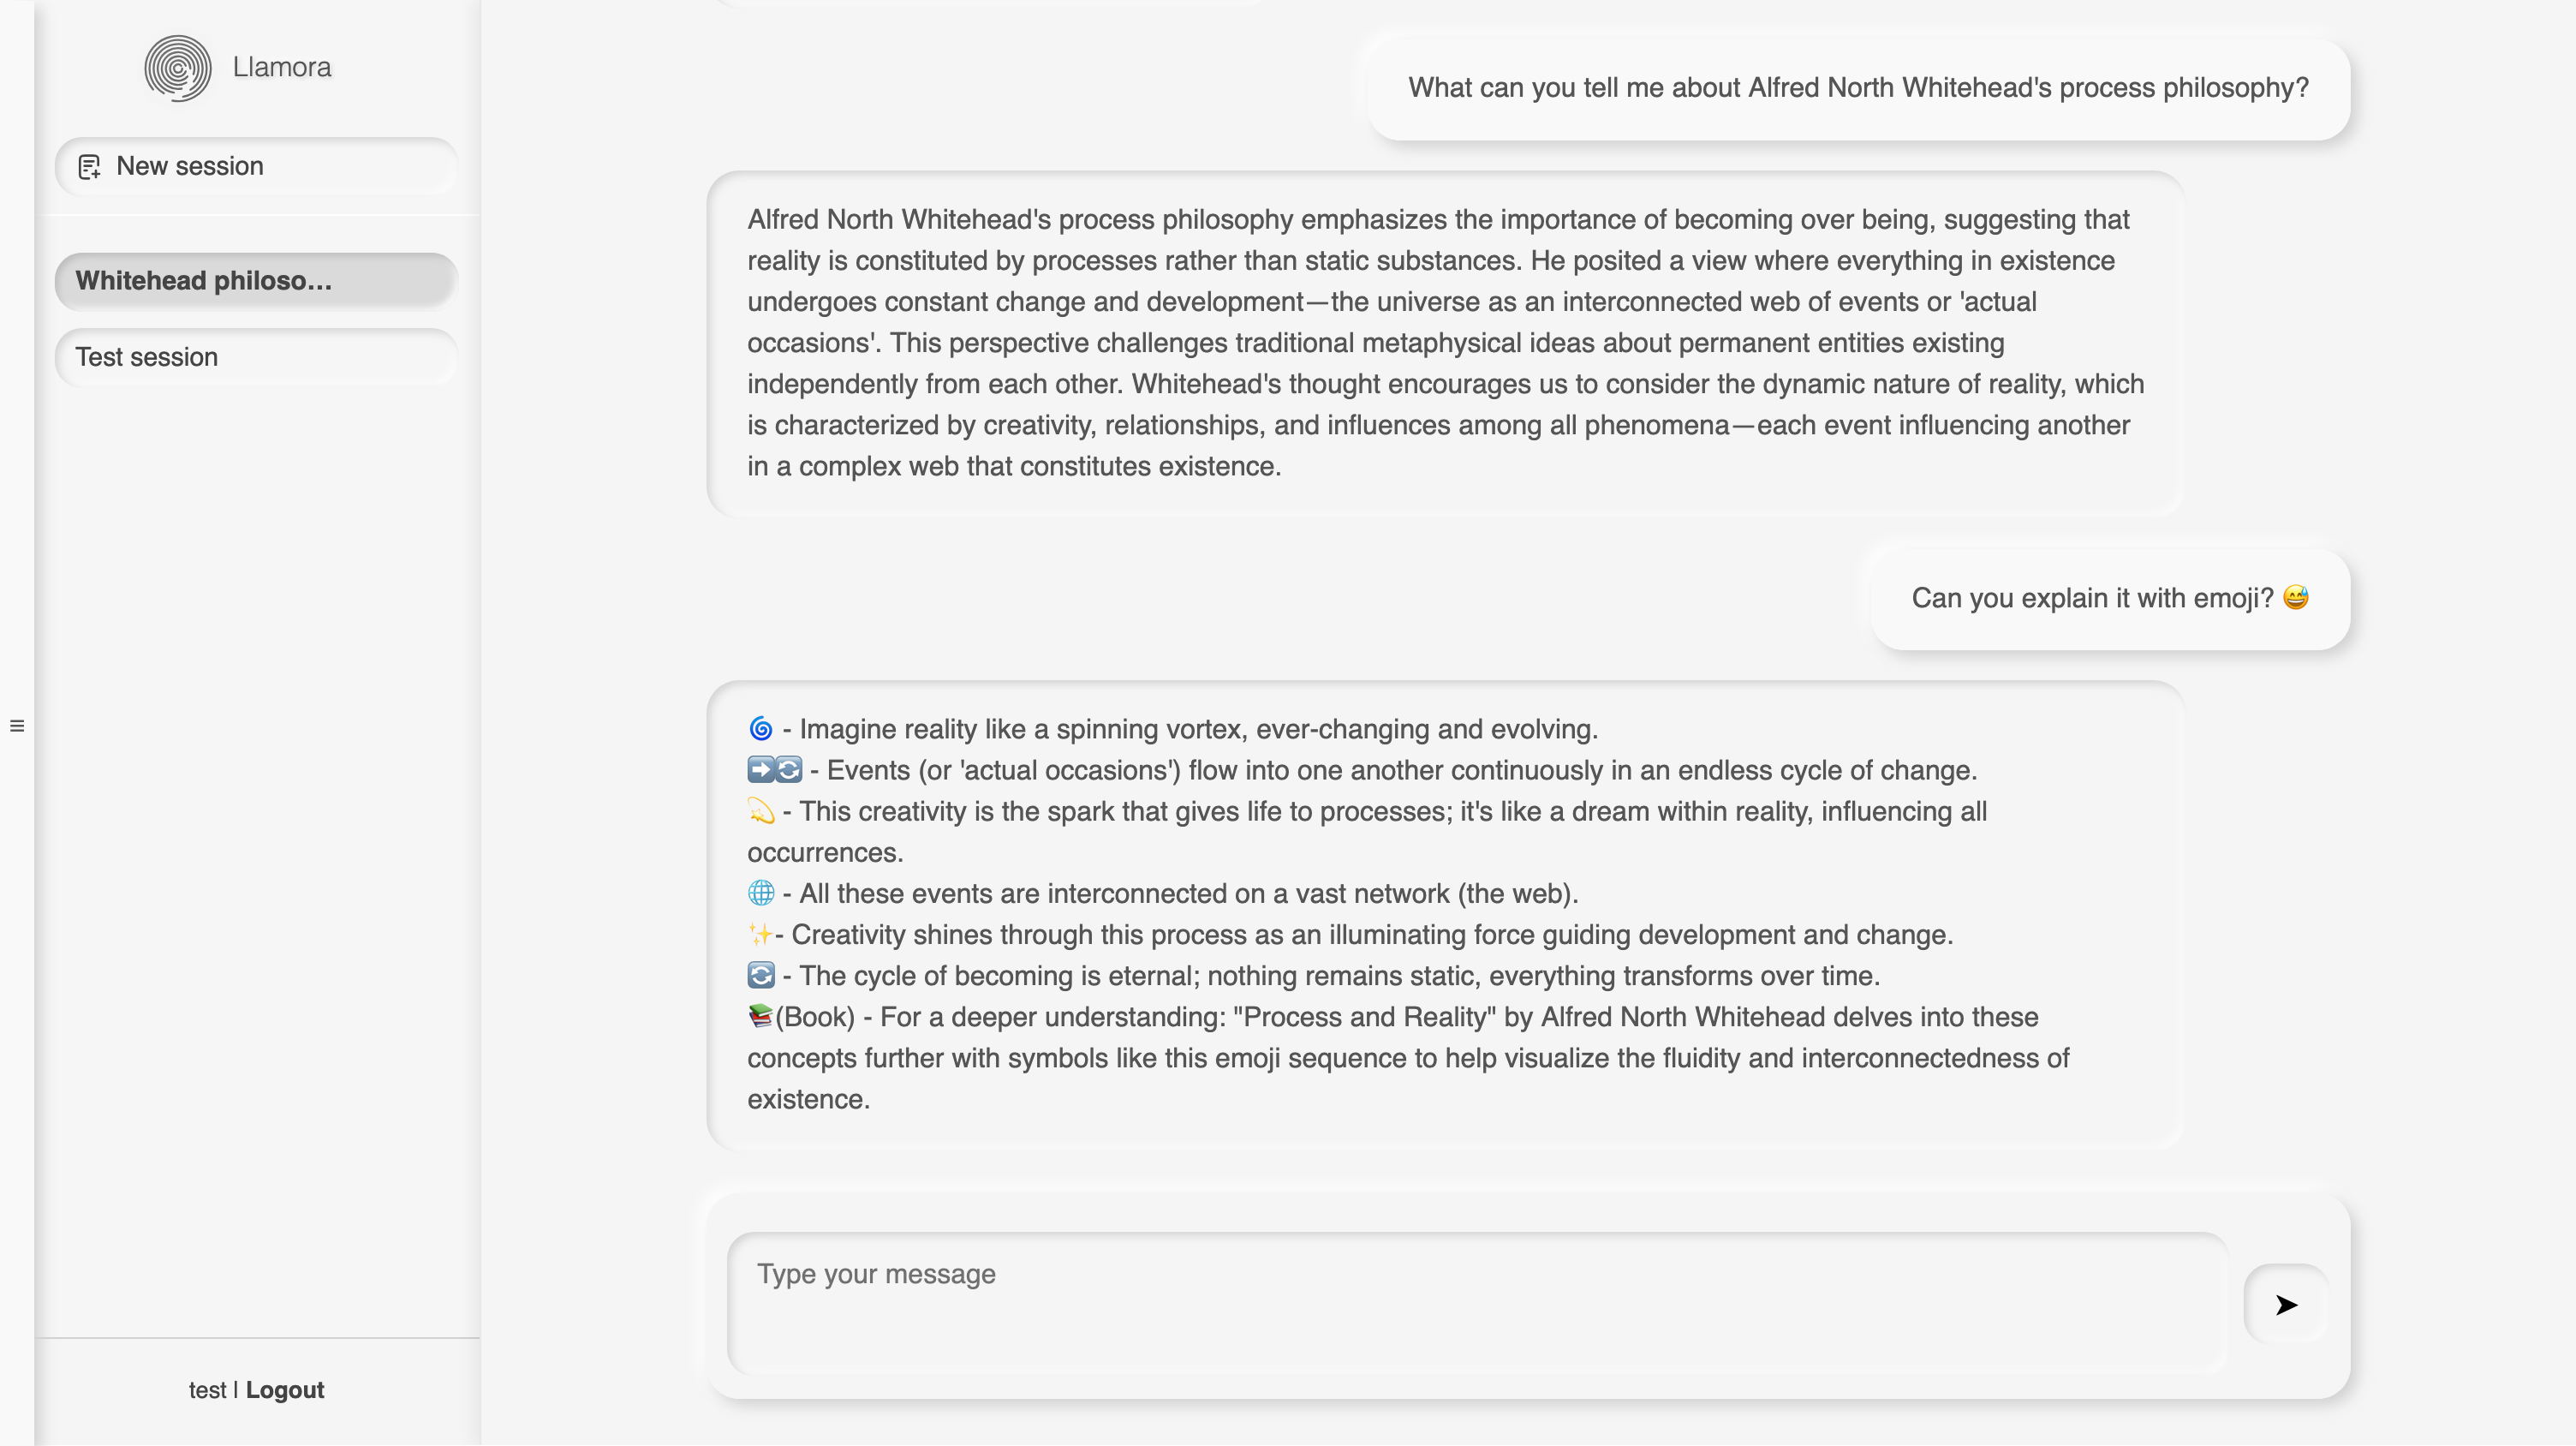 Llamora
New session
Whitehead philoso...
Test session
test | Logout
What can you tell me about Alfred North Whitehead's process philosophy?
Alfred North Whitehead's process philosophy emphasizes the importance of becoming over being, suggesting that
reality is constituted by processes rather than static substances. He posited a view where everything in existence
undergoes constant change and development—the universe as an interconnected web of events or 'actual
occasions'. This perspective challenges traditional metaphysical ideas about permanent entities existing
independently from each other. Whitehead's thought encourages us to consider the dynamic nature of reality, which
is characterized by creativity, relationships, and influences among all phenomena—each event influencing another
in a complex web that constitutes existence.
Can you explain it with emoji? 😅
🌀 - Imagine reality like a spinning vortex, ever-changing and evolving.
➡️🔄 - Events (or 'actual occasions') flow into one another continuously in an endless cycle of change.
💫 - This creativity is the spark that gives life to processes; it's like a dream within reality, influencing all
occurrences.
🌐 - All these events are interconnected on a vast network (the web).
✨- Creativity shines through this process as an illuminating force guiding development and change.
🔄 - The cycle of becoming is eternal; nothing remains static, everything transforms over time.
📚(Book) - For a deeper understanding: "Process and Reality" by Alfred North Whitehead delves into these
concepts further with symbols like this emoji sequence to help visualize the fluidity and interconnectedness of
existence.
Type your message